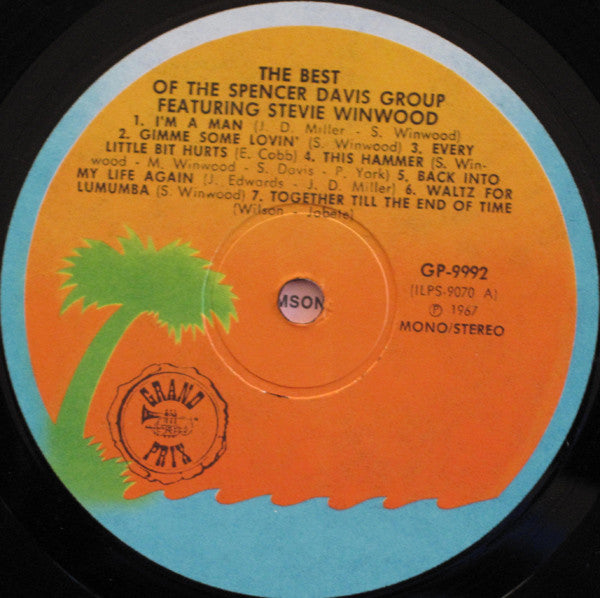 THE BEST
OF THE SPENCER DAVIS GROUP
FEATURING STEVIE WINWOOD
1. I'M A MAN (J. D. Miller - S. Winwood)
2. GIMME SOME LOVIN' (S. Winwood) 3. EVERY
LITTLE BIT HURTS (E. Cobb) 4. THIS HAMMER (S. Win-
wood - M. Winwood - S. Davis - P. York) 5. BACK INTO
MY LIFE AGAIN (J. Edwards - J. D. Miller) 6. WALTZ FOR
LUMUMBA (S. Winwood) 7. TOGETHER TILL THE END OF TIME
(Wilson - Jobete)
GP-9992
(ILPS-9070 A)
℗ 1967
MONO/STEREO
MSON
GRAND
PRIX